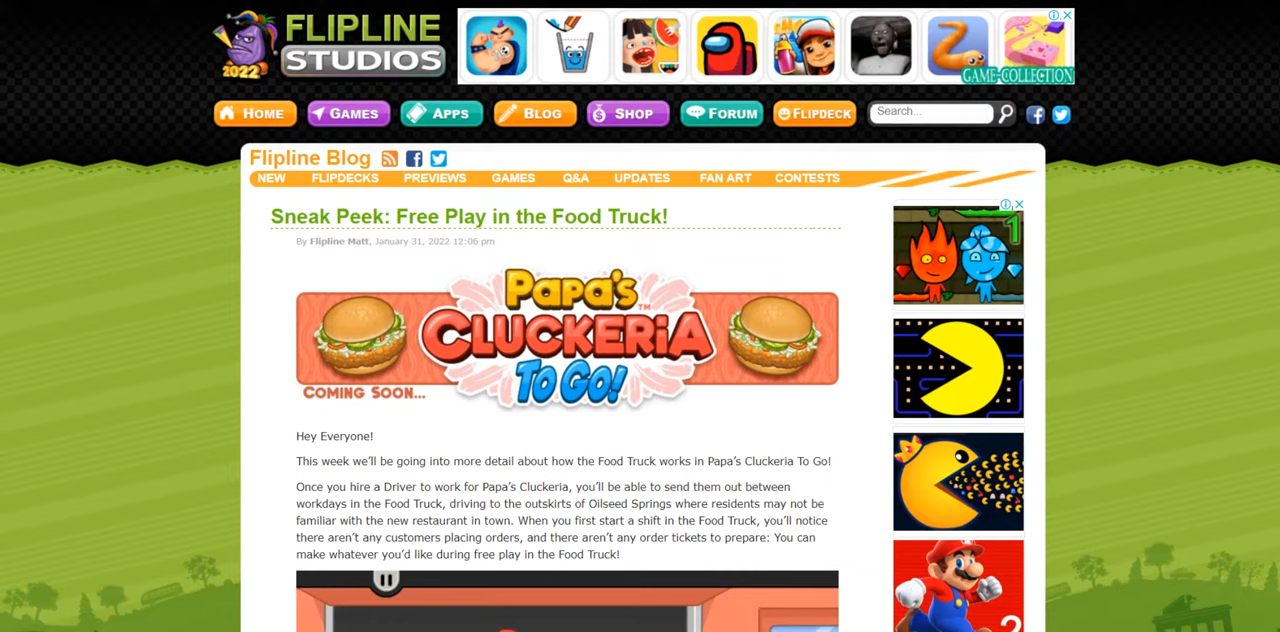 2022
FLIPLINE
STUDIOS
GAME-COLLECTION
HOME
GAMES
APPS
BLOG
SHOP
FORUM
FLIPDECK
Search...
Flipline Blog
NEW FLIPDECKS PREVIEWS GAMES Q&A UPDATES FAN ART CONTESTS
Sneak Peek: Free Play in the Food Truck!
By Flipline Matt, January 31, 2022 12:06 pm
PAPA'S™
CLUCKERIA
TO GO!
COMING SOON...
Hey Everyone!
This week we'll be going into more detail about how the Food Truck works in Papa's Cluckeria To Go!
Once you hire a Driver to work for Papa's Cluckeria, you'll be able to send them out between
workdays in the Food Truck, driving to the outskirts of Oilseed Springs where residents may not be
familiar with the new restaurant in town. When you first start a shift in the Food Truck, you'll notice
there aren't any customers placing orders, and there aren't any order tickets to prepare: You can
make whatever you'd like during free play in the Food Truck!
1
2